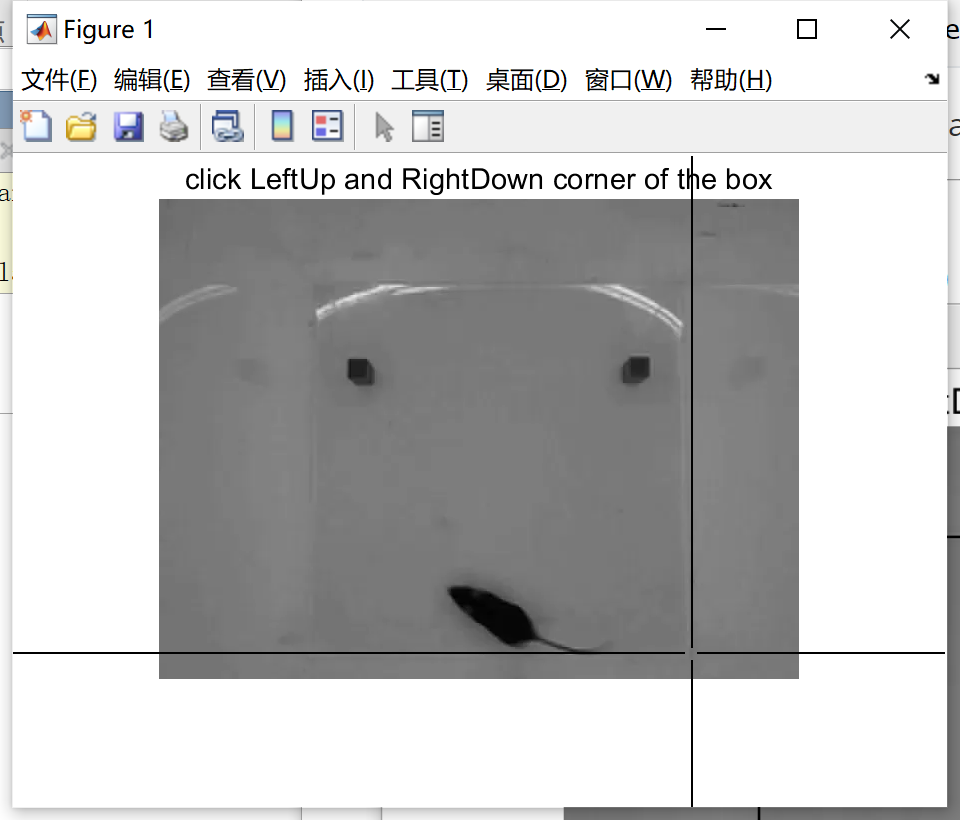 Figure 1
文件(F) 编辑(E) 查看(V) 插入(I) 工具(T) 桌面(D) 窗口(W) 帮助(H)
click LeftUp and RightDown corner of the box